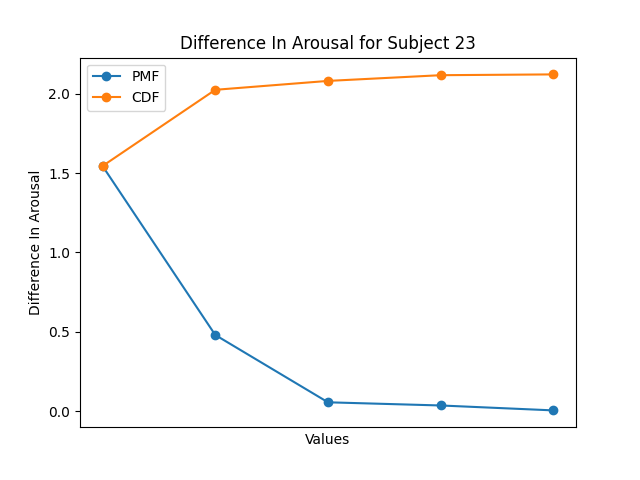 Difference In Arousal for Subject 23
PMF
CDF
2.0
1.5
1.0
0.5
0.0
Difference In Arousal
Values